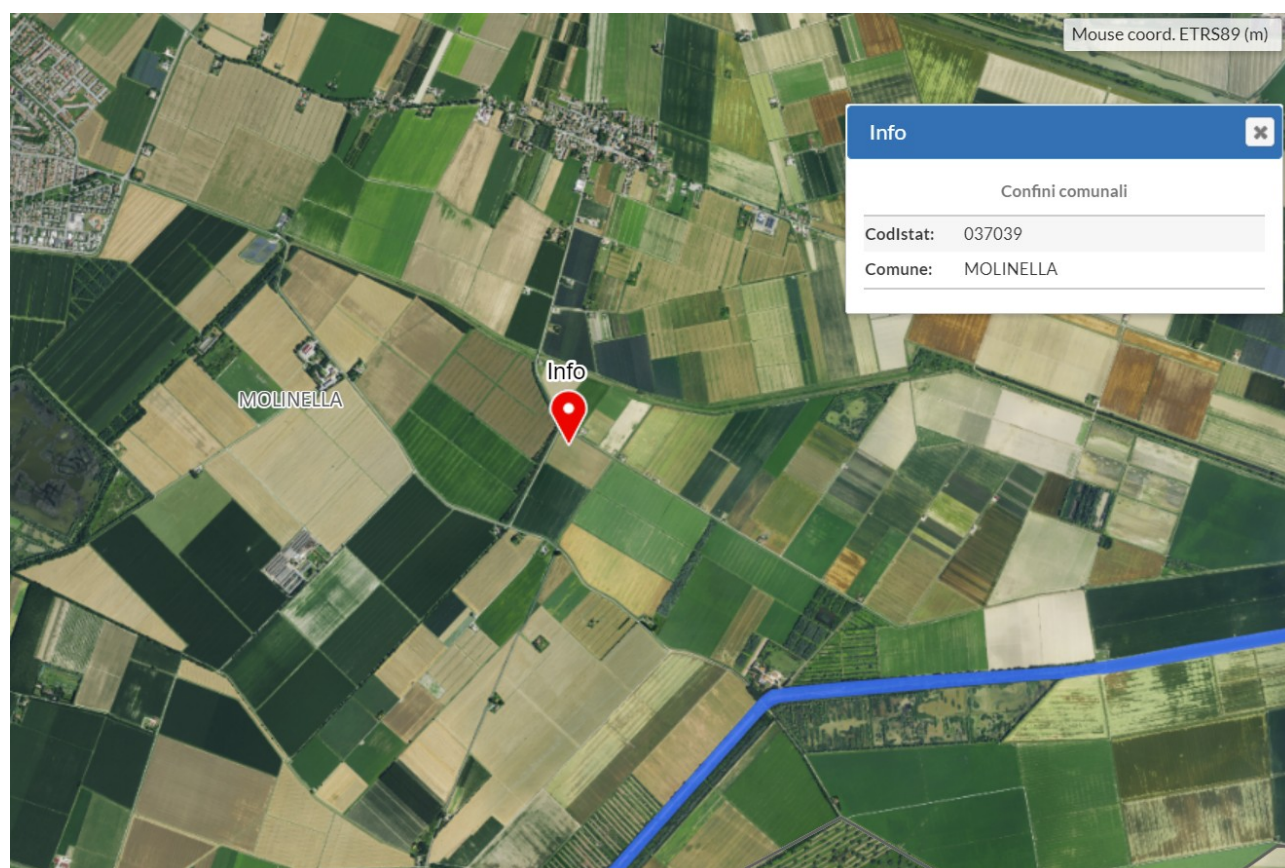 Mouse coord. ETRS89 (m)
Info
Confini comunali
CodIstat: 037039
Comune: MOLINELLA
Info
MOLINELLA